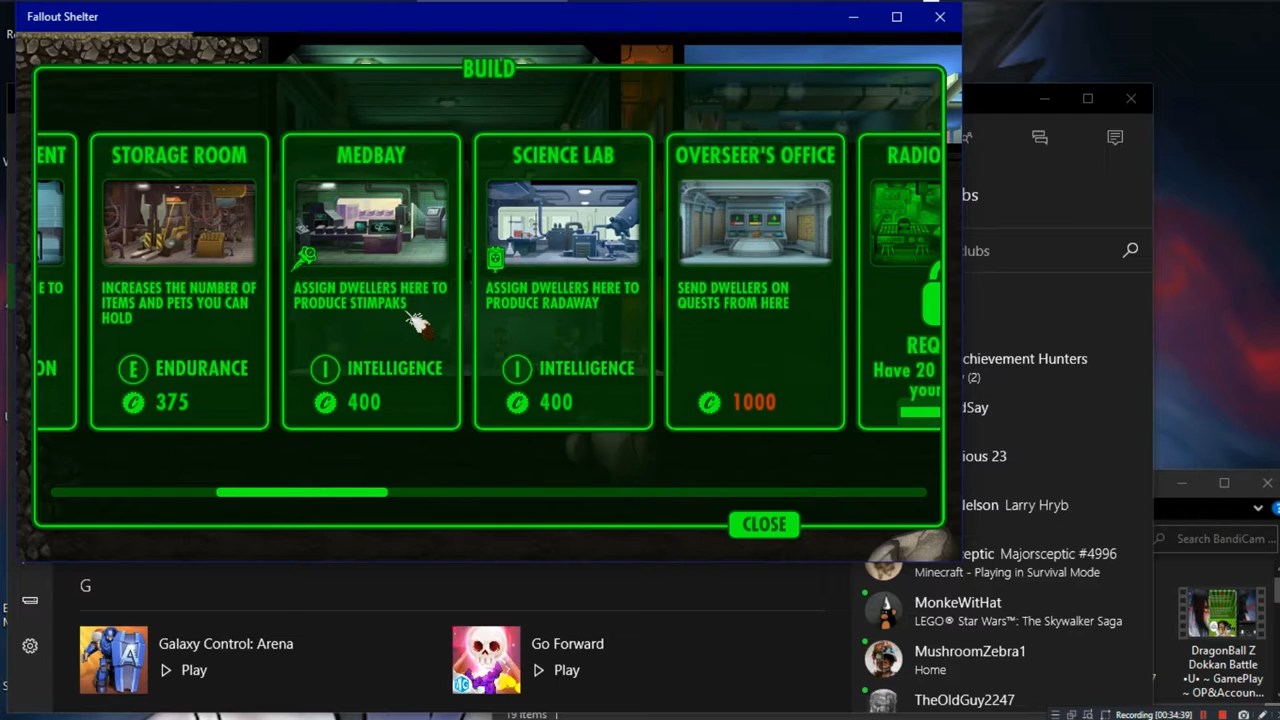 Fallout Shelter
BUILD
ENT
STORAGE ROOM
MEDBAY
SCIENCE LAB
OVERSEER'S OFFICE
RADIO
E TO
INCREASES THE NUMBER OF
ITEMS AND PETS YOU CAN
HOLD
ASSIGN DWELLERS HERE TO
PRODUCE STIMPAKS
ASSIGN DWELLERS HERE TO
PRODUCE RADAWAY
SEND DWELLERS ON
QUESTS FROM HERE
ON
E ENDURANCE
375
I INTELLIGENCE
400
I INTELLIGENCE
400
1000
REQ
Have 20
your
CLOSE
bs
lubs
chievement Hunters
(2)
dSay
ious 23
lelson Larry Hryb
eptic Majorsceptic #4996
Minecraft - Playing in Survival Mode
MonkeWitHat
LEGO® Star Wars™: The Skywalker Saga
MushroomZebra1
Home
TheOldGuy2247
G
Galaxy Control: Arena
Play
Go Forward
Play
Search BandiCam ...
DragonBall Z
Dokkan Battle
•U• ~ GamePlay
~ OP&Accoun...
19 items
Recording [00:34:39]